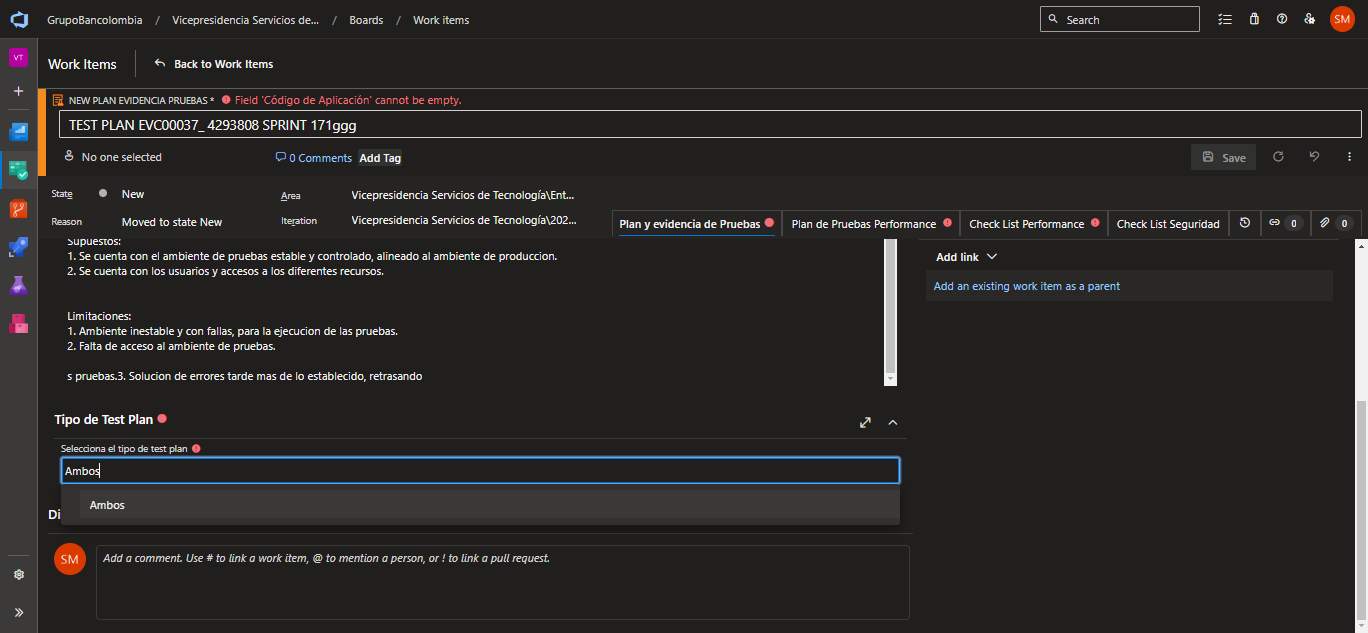 GrupoBancolombia / Vicepresidencia Servicios de... / Boards / Work items
Search
SM
VT
Work Items
Back to Work Items
NEW PLAN EVIDENCIA PRUEBAS * Field 'Código de Aplicación' cannot be empty.
TEST PLAN EVC00037_ 4293808 SPRINT 171ggg
No one selected
0 Comments
Add Tag
Save
State
New
Area
Vicepresidencia Servicios de Tecnología\Ent...
Reason
Moved to state New
Iteration
Vicepresidencia Servicios de Tecnología\202...
Plan y evidencia de Pruebas
Plan de Pruebas Performance
Check List Performance
Check List Seguridad
0
0
Supuestos:
1. Se cuenta con el ambiente de pruebas estable y controlado, alineado al ambiente de produccion.
2. Se cuenta con los usuarios y accesos a los diferentes recursos.
Limitaciones:
1. Ambiente inestable y con fallas, para la ejecucion de las pruebas.
2. Falta de acceso al ambiente de pruebas.
s pruebas.3. Solucion de errores tarde mas de lo establecido, retrasando
Add link
Add an existing work item as a parent
Tipo de Test Plan
Selecciona el tipo de test plan
Ambos
Ambos
Di
SM
Add a comment. Use # to link a work item, @ to mention a person, or ! to link a pull request.